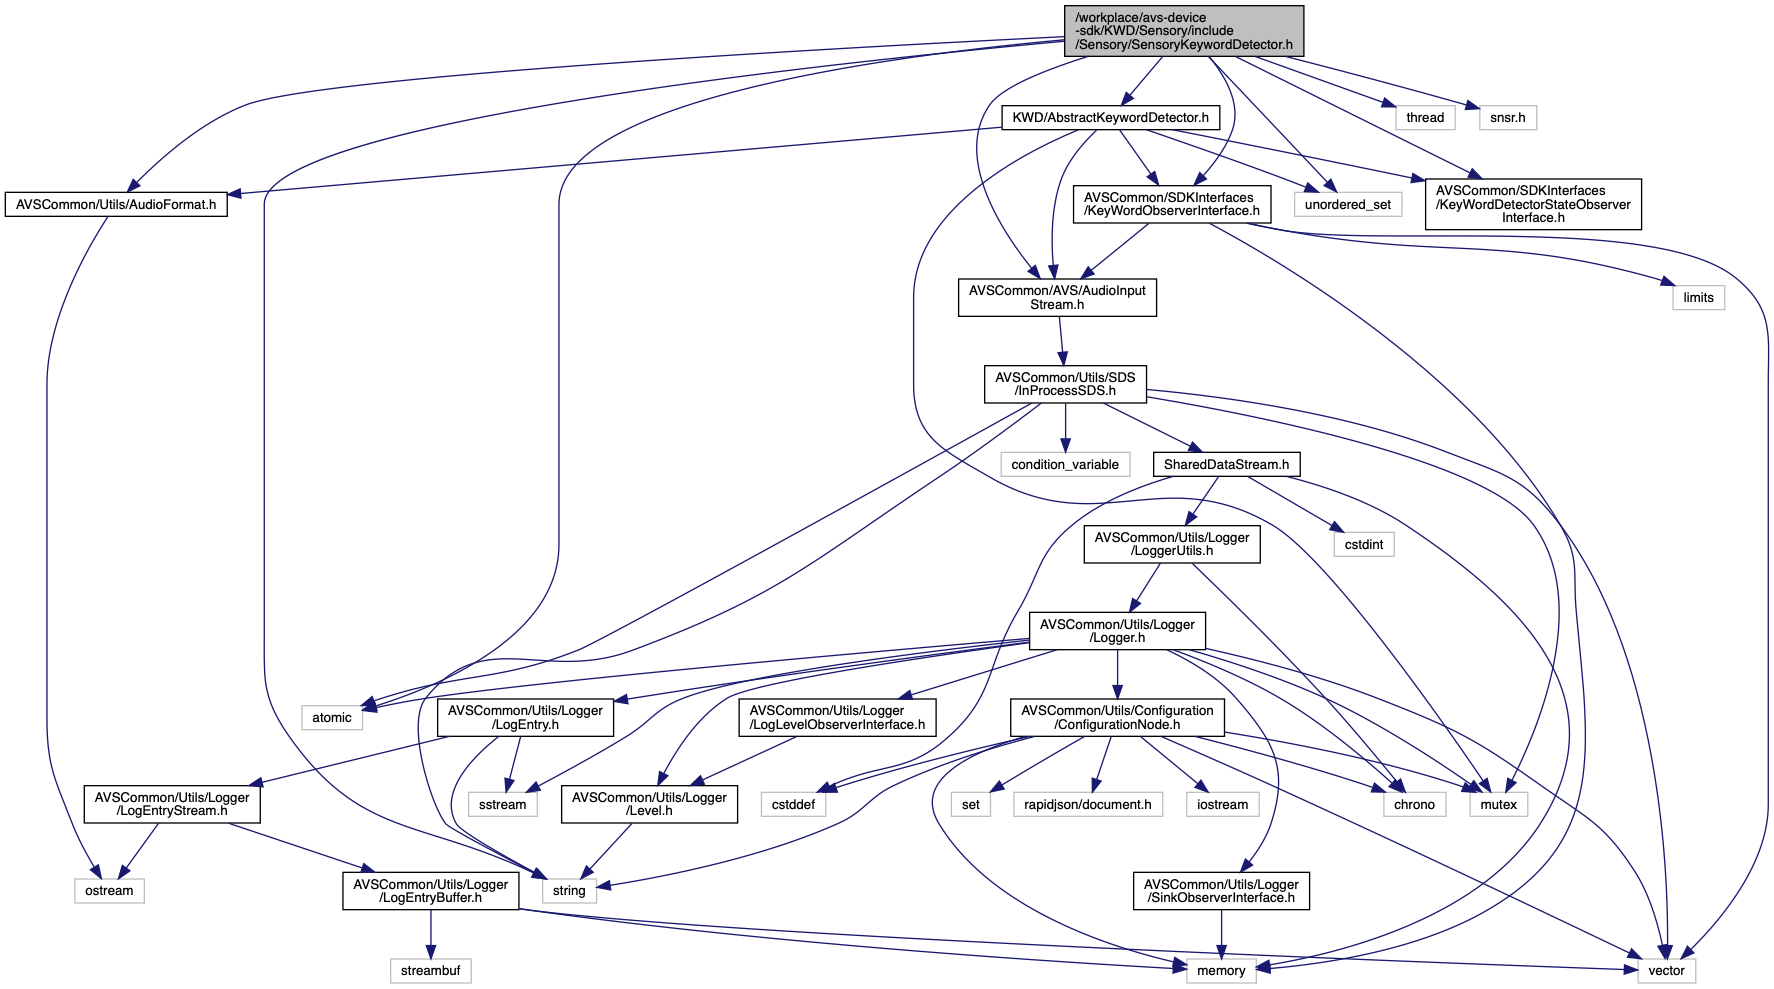 /workplace/avs-device
-sdk/KWD/Sensory/include
/Sensory/SensoryKeywordDetector.h
KWD/AbstractKeywordDetector.h
thread
snsr.h
AVSCommon/Utils/AudioFormat.h
AVSCommon/SDKInterfaces
/KeyWordObserverInterface.h
unordered_set
AVSCommon/SDKInterfaces
/KeyWordDetectorStateObserver
Interface.h
AVSCommon/AVS/AudioInput
Stream.h
limits
AVSCommon/Utils/SDS
/InProcessSDS.h
condition_variable
SharedDataStream.h
AVSCommon/Utils/Logger
/LoggerUtils.h
cstdint
AVSCommon/Utils/Logger
/Logger.h
atomic
AVSCommon/Utils/Logger
/LogEntry.h
AVSCommon/Utils/Logger
/LogLevelObserverInterface.h
AVSCommon/Utils/Configuration
/ConfigurationNode.h
AVSCommon/Utils/Logger
/LogEntryStream.h
sstream
AVSCommon/Utils/Logger
/Level.h
cstddef
set
rapidjson/document.h
iostream
chrono
mutex
ostream
AVSCommon/Utils/Logger
/LogEntryBuffer.h
string
AVSCommon/Utils/Logger
/SinkObserverInterface.h
streambuf
memory
vector